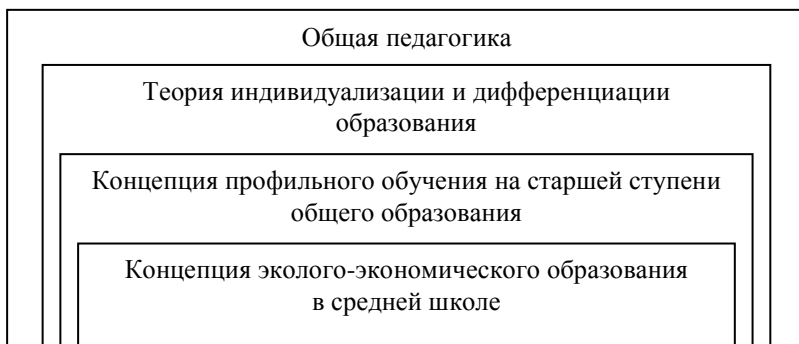 Общая педагогика
Теория индивидуализации и дифференциации
образования
Концепция профильного обучения на старшей ступени
общего образования
Концепция эколого-экономического образования
в средней школе